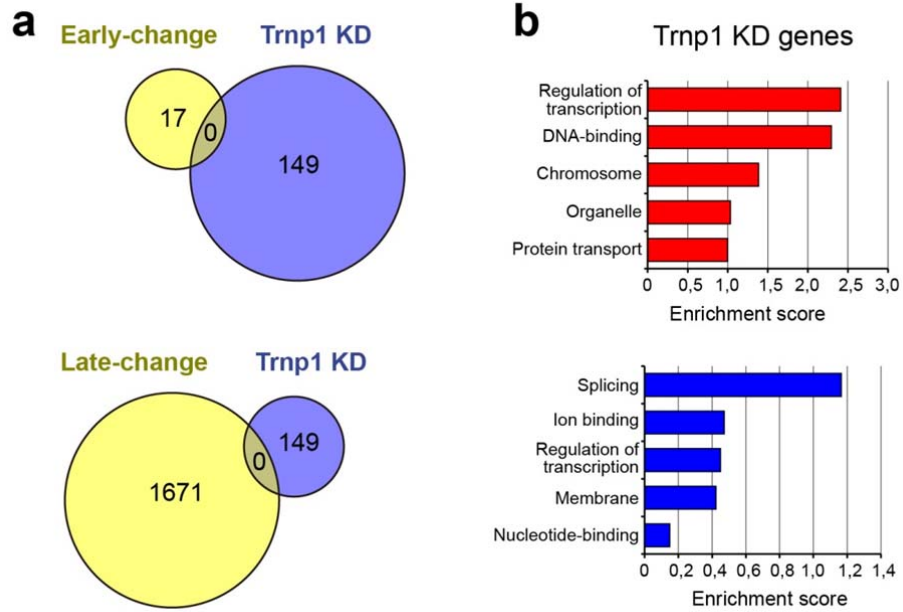 a
Early-change Trnp1 KD
17
0
149
Late-change Trnp1 KD
1671
0
149
b
Trnp1 KD genes
Regulation of
transcription
DNA-binding
Chromosome
Organelle
Protein transport
0 0,5 1,0 1,5 2,0 2,5 3,0
Enrichment score
Splicing
Ion binding
Regulation of
transcription
Membrane
Nucleotide-binding
0 0,2 0,4 0,6 0,8 1,0 1,2 1,4
Enrichment score